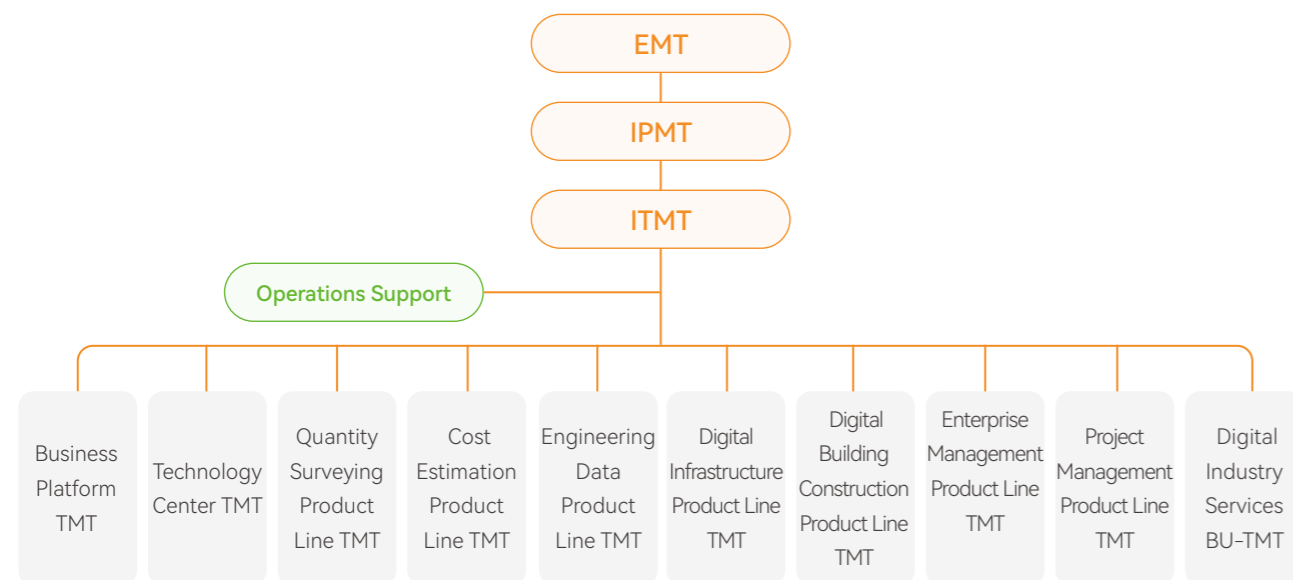 EMT
IPMT
ITMT
Operations Support
Business
Platform
TMT
Technology
Center TMT
Quantity
Surveying
Product
Line TMT
Cost
Estimation
Product
Line TMT
Engineering
Data
Product
Line TMT
Digital
Infrastructure
Product Line
TMT
Digital
Building
Construction
Product Line
TMT
Enterprise
Management
Product Line
TMT
Project
Management
Product Line
TMT
Digital
Industry
Services
BU-TMT